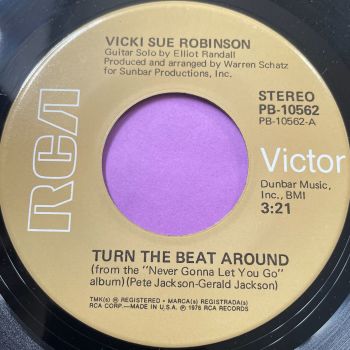 VICKI SUE ROBINSON
Guitar Solo by Elliot Randall
Produced and arranged by Warren Schatz
for Sunbar Productions, Inc.
STEREO
PB-10562
PB-10562-A
RCA
Victor
Dunbar Music,
Inc., BMI
3:21
TURN THE BEAT AROUND
(from the "Never Gonna Let You Go"
album) (Pete Jackson-Gerald Jackson)
TMK(s) ® REGISTERED • MARCA(s) REGISTRADA(s)
RCA CORP.—MADE IN U.S.A. ℗ 1976 RCA RECORDS